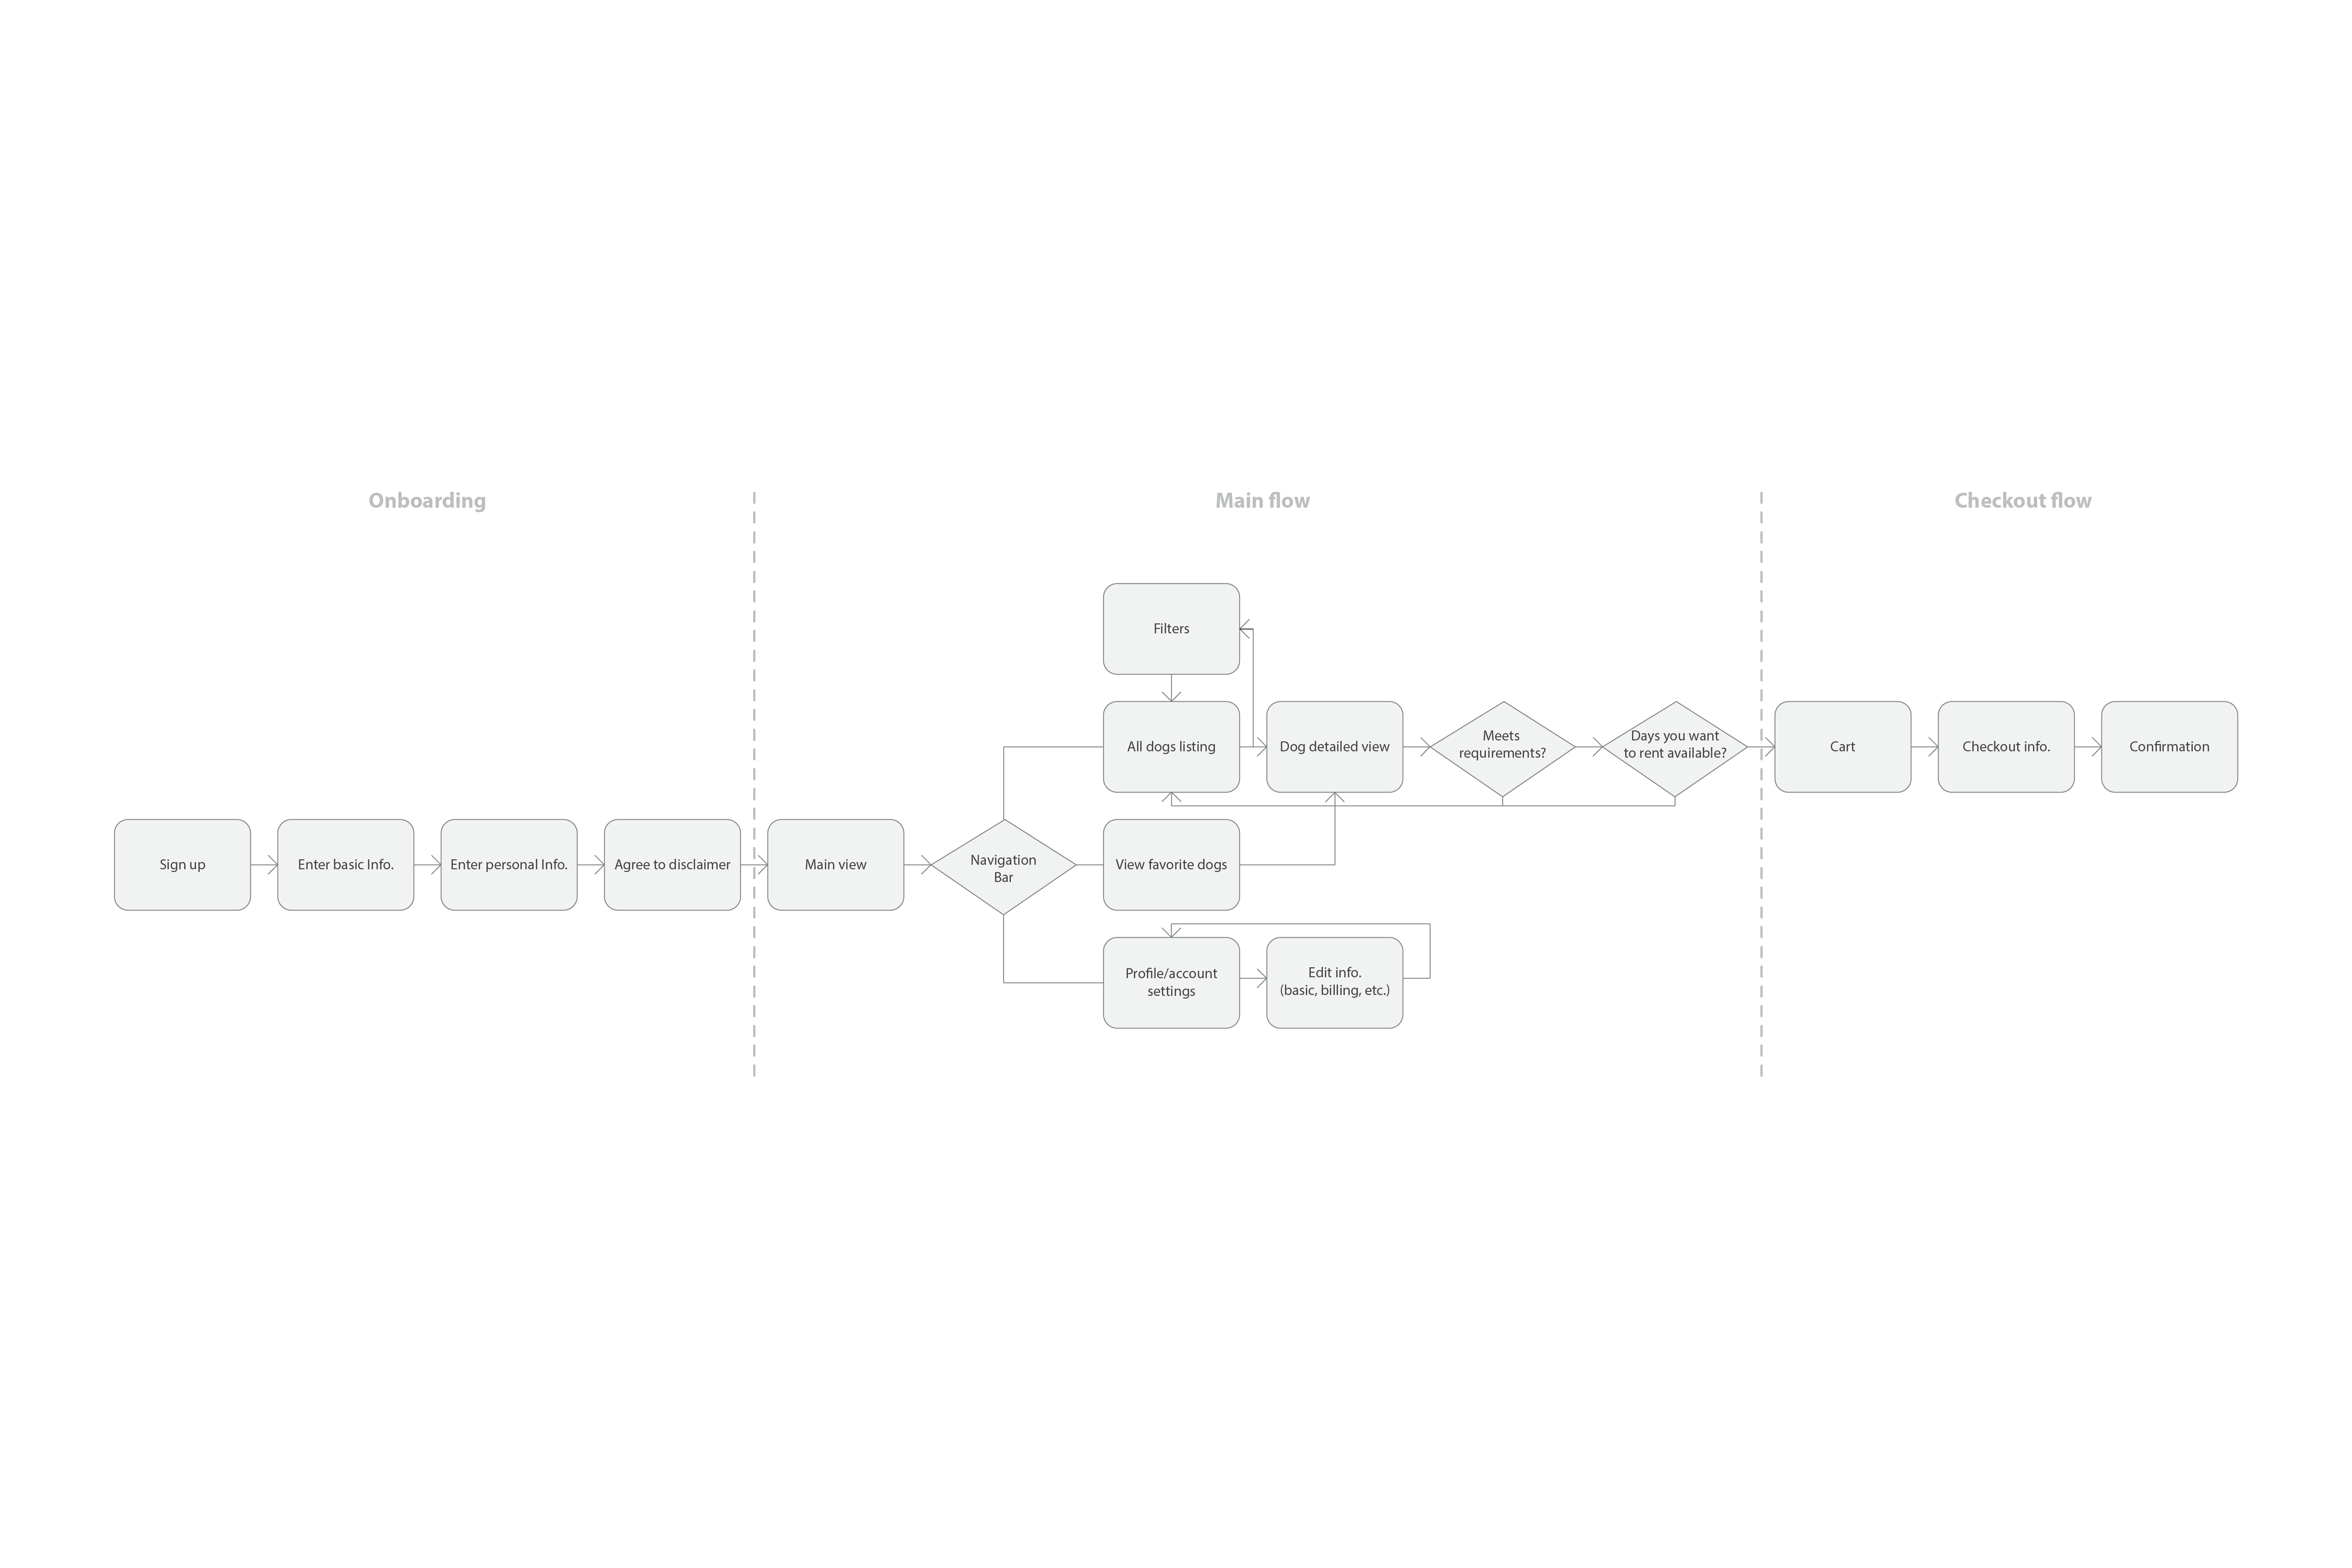 Onboarding
Main flow
Checkout flow
Filters
All dogs listing
Dog detailed view
Meets
requirements?
Days you want
to rent available?
Cart
Checkout info.
Confirmation
Sign up
Enter basic Info.
Enter personal Info.
Agree to disclaimer
Main view
Navigation
Bar
View favorite dogs
Profile/account
settings
Edit info.
(basic, billing, etc.)